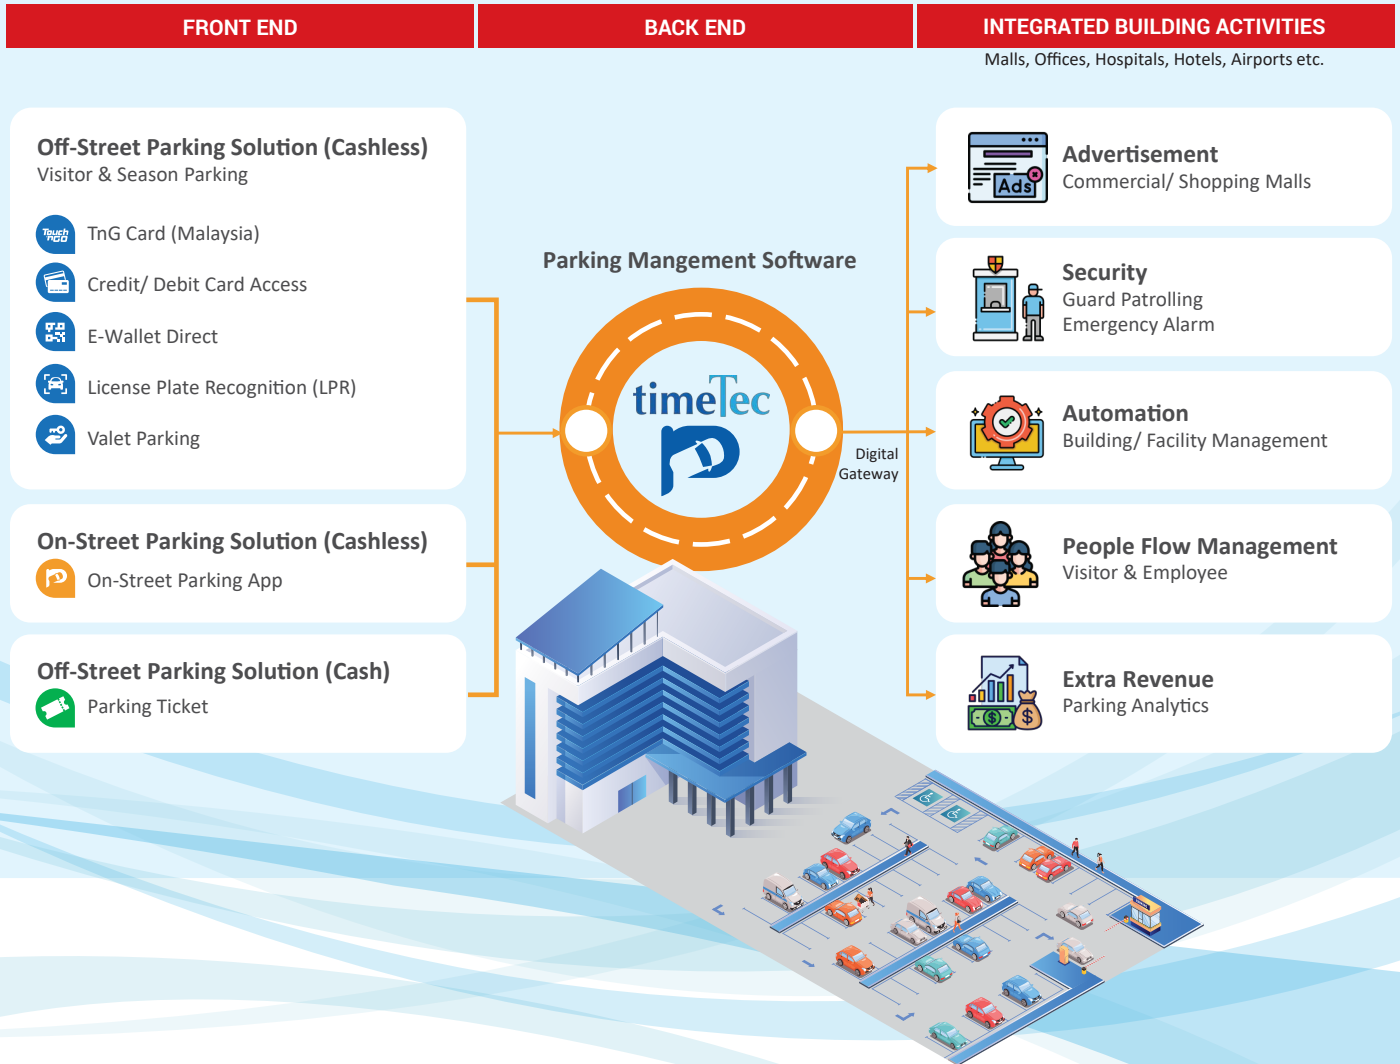 FRONT END
BACK END
INTEGRATED BUILDING ACTIVITIES
Malls, Offices, Hospitals, Hotels, Airports etc.
Off-Street Parking Solution (Cashless)
Visitor & Season Parking
Touch nGO
TnG Card (Malaysia)
Credit/ Debit Card Access
E-Wallet Direct
License Plate Recognition (LPR)
Valet Parking
On-Street Parking Solution (Cashless)
On-Street Parking App
Off-Street Parking Solution (Cash)
Parking Ticket
Parking Mangement Software
timeTec
Digital
Gateway
Ads
Advertisement
Commercial/ Shopping Malls
Security
Guard Patrolling
Emergency Alarm
Automation
Building/ Facility Management
People Flow Management
Visitor & Employee
Extra Revenue
Parking Analytics